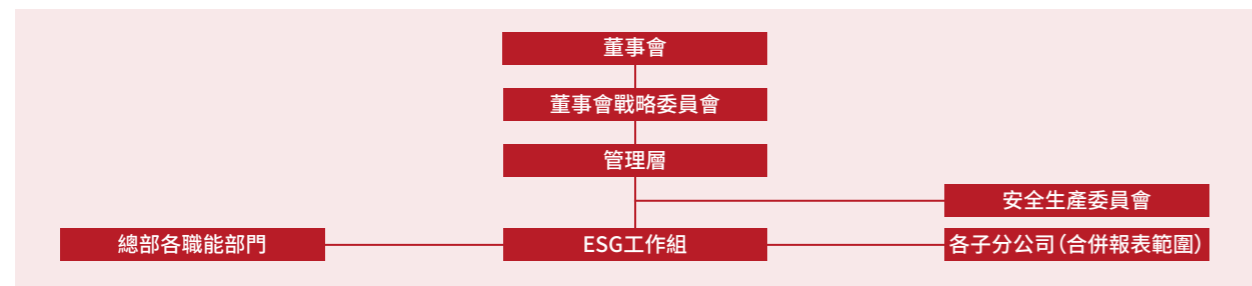 董事會
董事會戰略委員會
管理層
安全生產委員會
總部各職能部門
ESG工作組
各子分公司(合併報表範圍)